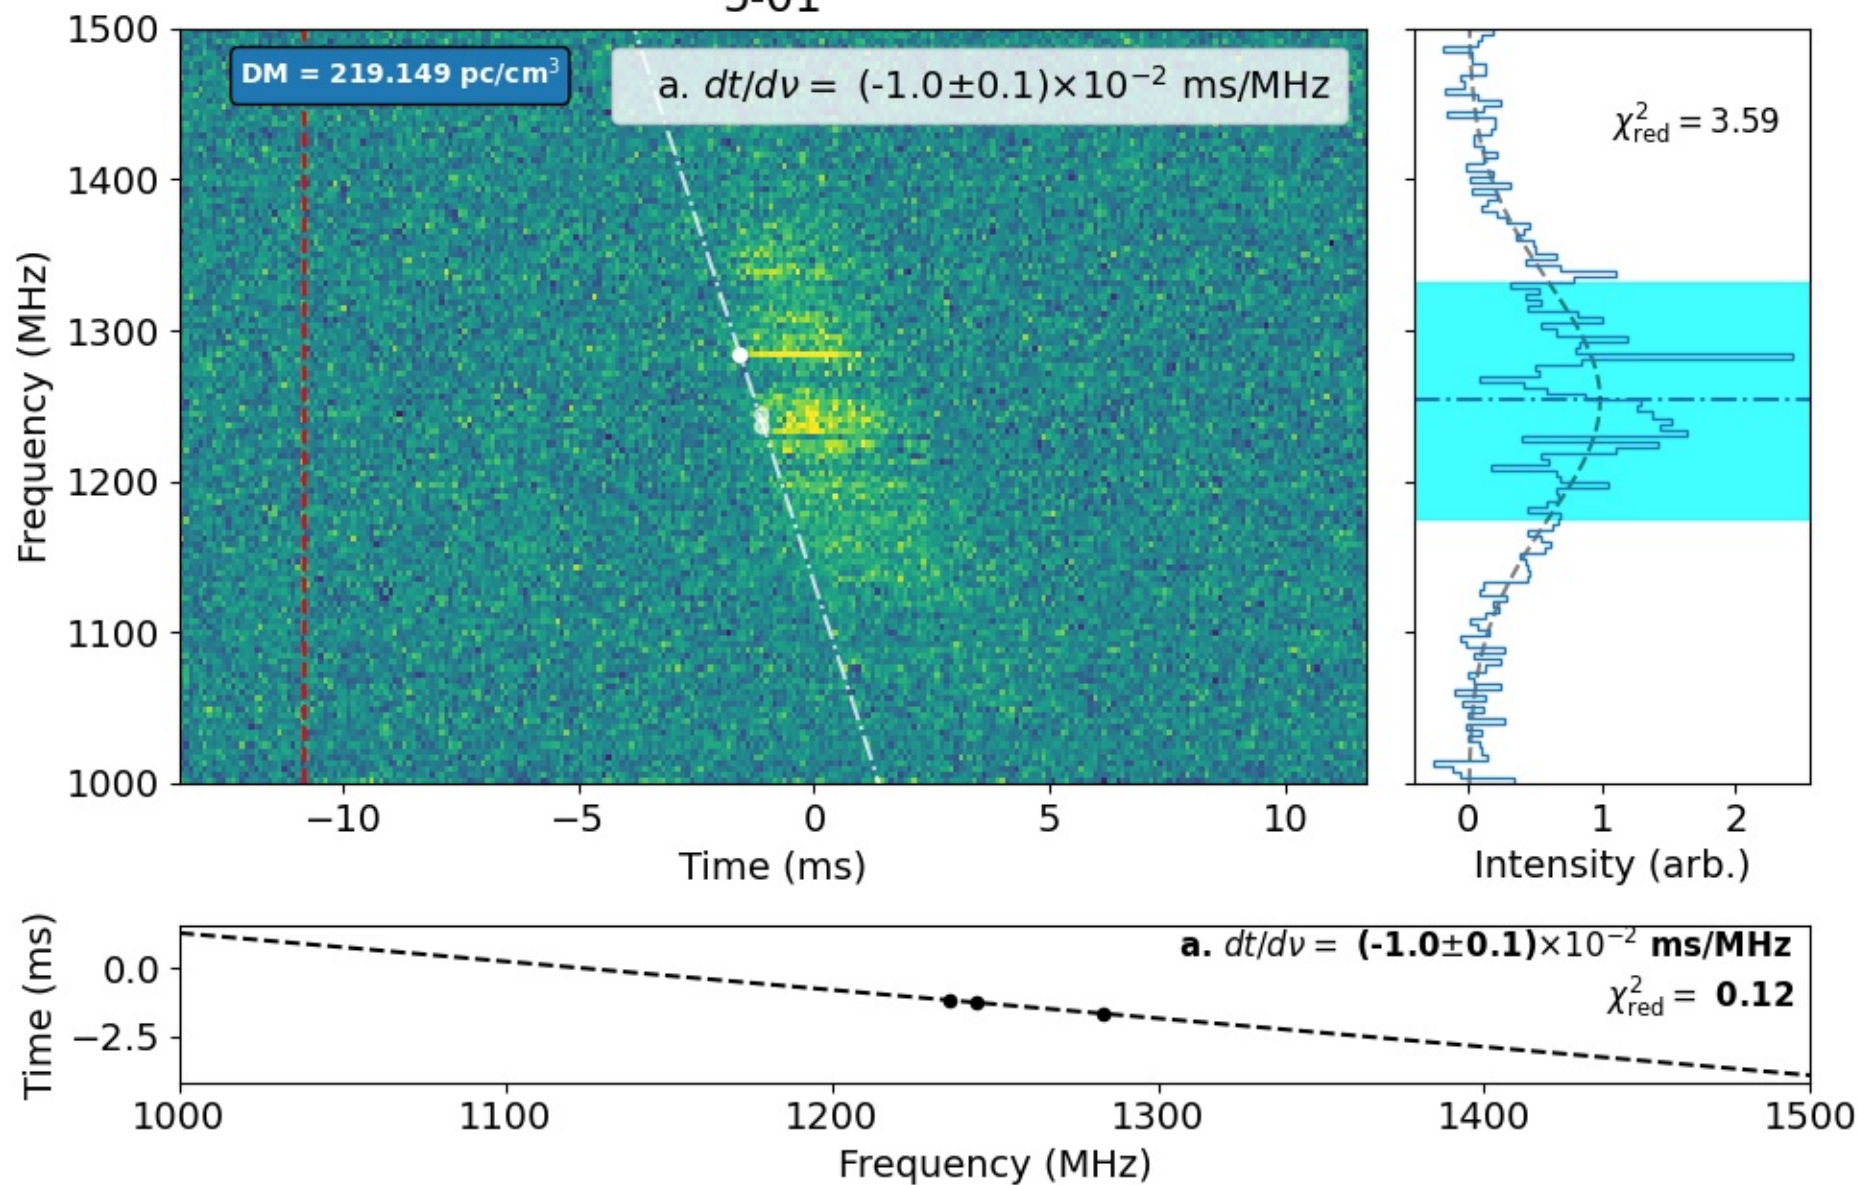 1500
1400
1300
1200
1100
1000
Frequency (MHz)
DM = 219.149 pc/cm³
a. dt/dν = (-1.0±0.1)×10⁻² ms/MHz
−10 −5 0 5 10
Time (ms)
χ²red = 3.59
0 1 2
Intensity (arb.)
Time (ms)
0.0
−2.5
a. dt/dν = (-1.0±0.1)×10⁻² ms/MHz
χ²red = 0.12
1000 1100 1200 1300 1400 1500
Frequency (MHz)